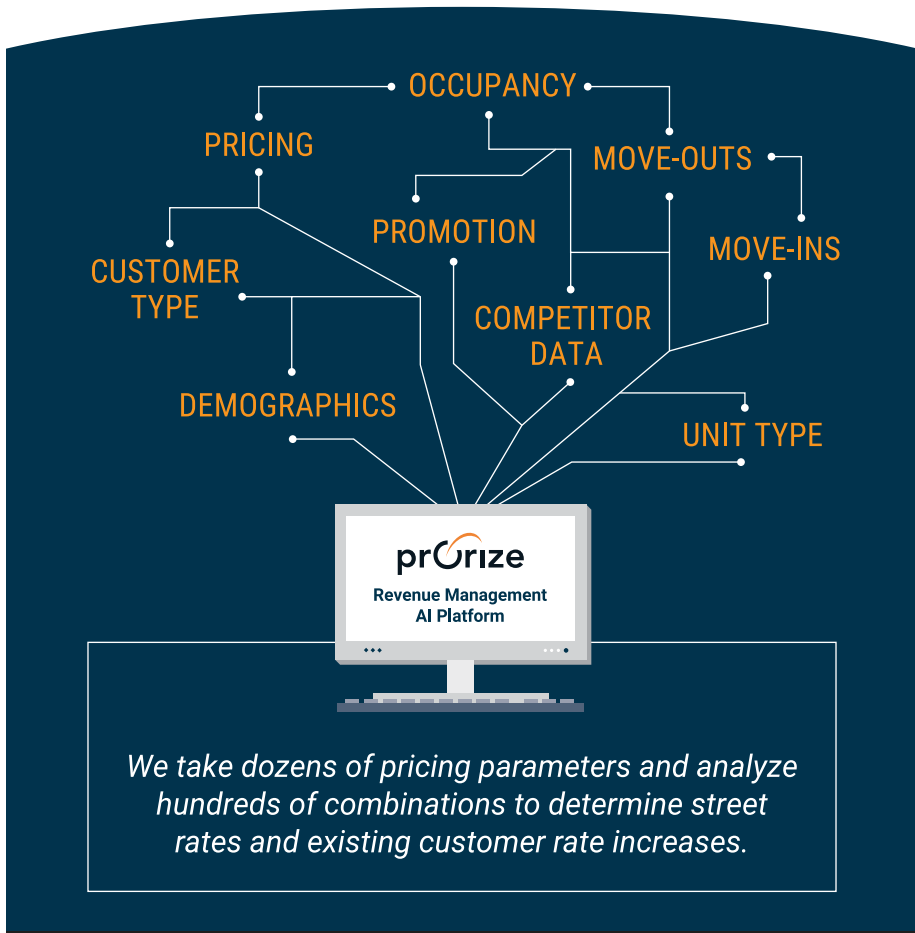 OCCUPANCY
PRICING
MOVE-OUTS
PROMOTION
MOVE-INS
CUSTOMER
TYPE
COMPETITOR
DATA
DEMOGRAPHICS
UNIT TYPE
prorize
Revenue Management
AI Platform
We take dozens of pricing parameters and analyze
hundreds of combinations to determine street
rates and existing customer rate increases.